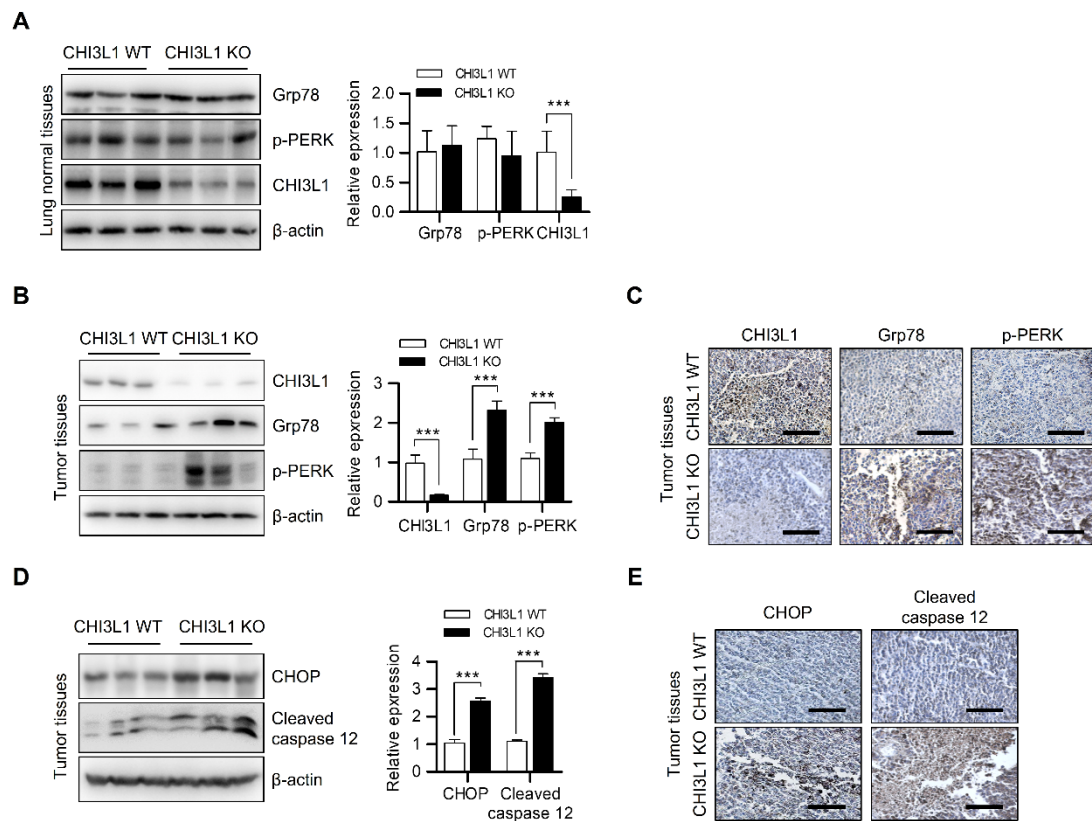 A
CHI3L1 WT CHI3L1 KO
Lung normal tissues
Grp78
p-PERK
CHI3L1
β-actin
CHI3L1 WT
CHI3L1 KO
Relative epxression
2.0
1.5
1.0
0.5
0.0
***
Grp78 p-PERK CHI3L1
B
CHI3L1 WT CHI3L1 KO
Tumor tissues
CHI3L1
Grp78
p-PERK
β-actin
CHI3L1 WT
CHI3L1 KO
Relative epxression
3
2
1
0
*** *** ***
CHI3L1 Grp78 p-PERK
C
CHI3L1 Grp78 p-PERK
Tumor tissues
CHI3L1 WT
CHI3L1 KO
D
CHI3L1 WT CHI3L1 KO
Tumor tissues
CHOP
Cleaved
caspase 12
β-actin
CHI3L1 WT
CHI3L1 KO
Relative epxression
4
3
2
1
0
*** ***
CHOP Cleaved
caspase 12
E
CHOP Cleaved
caspase 12
Tumor tissues
CHI3L1 WT
CHI3L1 KO